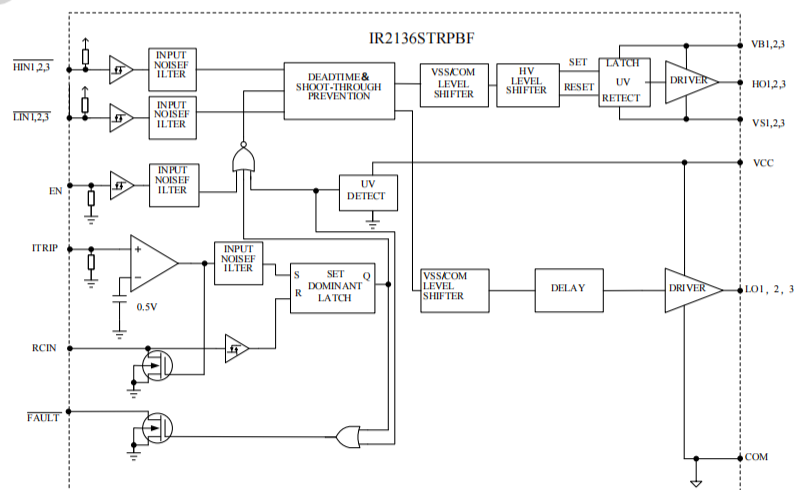 IR2136STRPBF
HIN1,2,3
INPUT
NOISEF
ILTER
LIN1,2,3
INPUT
NOISEF
ILTER
DEADTIME&
SHOOT-THROUGH
PREVENTION
VSS/COM
LEVEL
SHIFTER
HV
LEVEL
SHIFTER
SET
RESET
LATCH
UV
RETECT
DRIVER
VB1,2,3
HO1,2,3
VS1,2,3
EN
INPUT
NOISEF
ILTER
UV
DETECT
VCC
ITRIP
+
−
0.5V
INPUT
NOISEF
ILTER
S
R
SET
DOMINANT
LATCH
Q
VSS/COM
LEVEL
SHIFTER
DELAY
DRIVER
LO1, 2, 3
RCIN
FAULT
COM